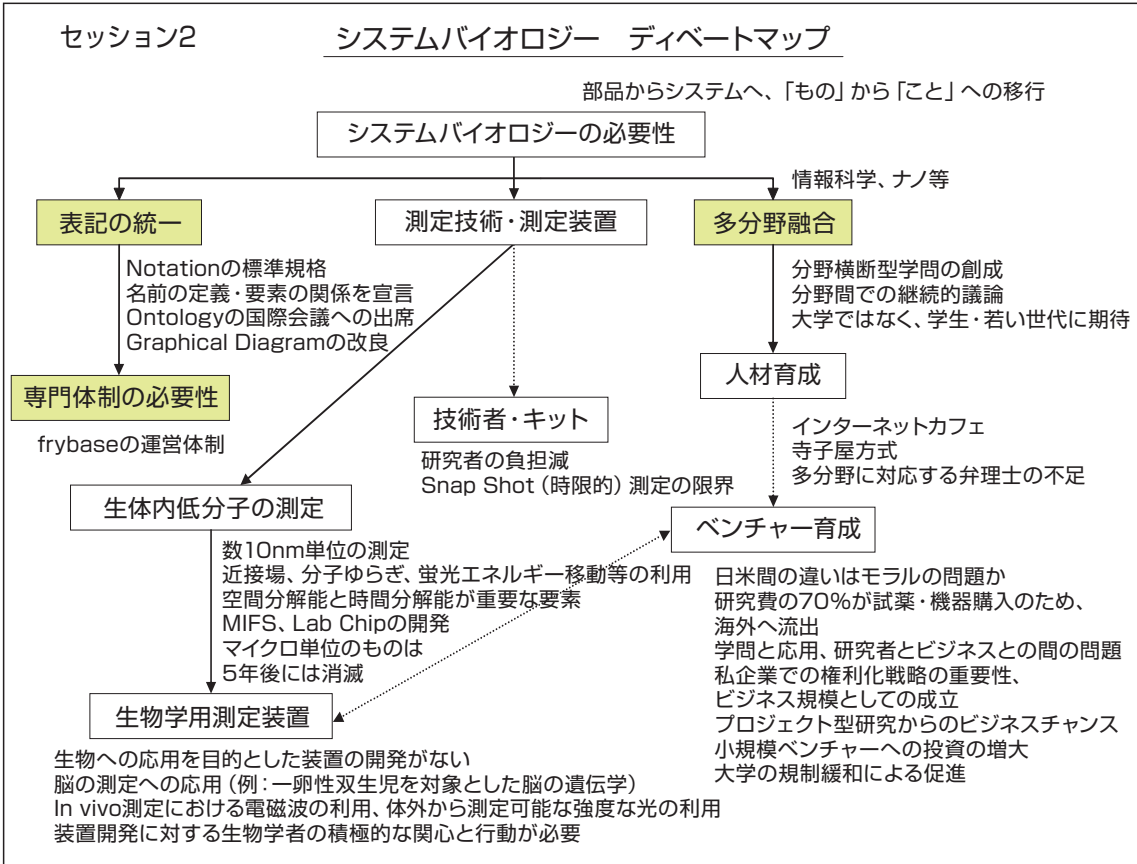 セッション2
システムバイオロジー　ディベートマップ
部品からシステムへ、「もの」から「こと」への移行
システムバイオロジーの必要性
情報科学、ナノ等
表記の統一
測定技術・測定装置
多分野融合
Notationの標準規格
名前の定義・要素の関係を宣言
Ontologyの国際会議への出席
Graphical Diagramの改良
分野横断型学問の創成
分野間での継続的議論
大学ではなく、学生・若い世代に期待
専門体制の必要性
frybaseの運営体制
技術者・キット
研究者の負担減
Snap Shot（時限的）測定の限界
人材育成
インターネットカフェ
寺子屋方式
多分野に対応する弁理士の不足
生体内低分子の測定
数10nm単位の測定
近接場、分子ゆらぎ、蛍光エネルギー移動等の利用
空間分解能と時間分解能が重要な要素
MIFS、Lab Chipの開発
マイクロ単位のものは
5年後には消滅
ベンチャー育成
日米間の違いはモラルの問題か
研究費の70％が試薬・機器購入のため、
海外へ流出
学問と応用、研究者とビジネスとの間の問題
私企業での権利化戦略の重要性、
ビジネス規模としての成立
プロジェクト型研究からのビジネスチャンス
小規模ベンチャーへの投資の増大
大学の規制緩和による促進
生物学用測定装置
生物への応用を目的とした装置の開発がない
脳の測定への応用（例：一卵性双生児を対象とした脳の遺伝学）
In vivo測定における電磁波の利用、体外から測定可能な強度な光の利用
装置開発に対する生物学者の積極的な関心と行動が必要